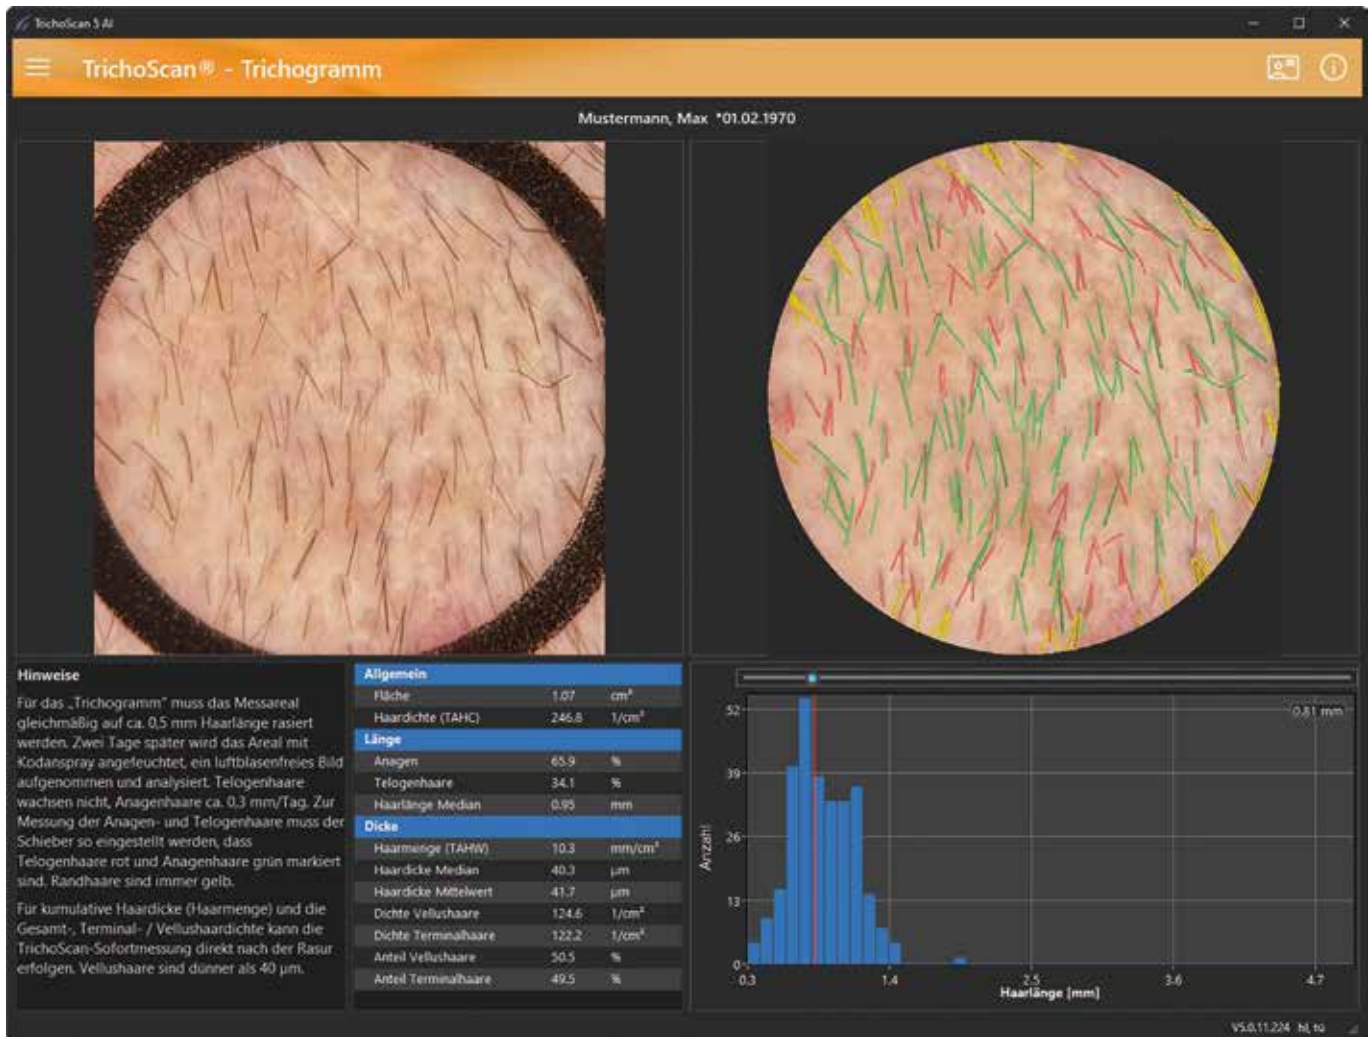 TrichoScan 5 AI
TrichoScan® - Trichogramm
Mustermann, Max *01.02.1970
Hinweise
Für das „Trichogramm" muss das Messareal
gleichmäßig auf ca. 0,5 mm Haarlänge rasiert
werden. Zwei Tage später wird das Areal mit
Kodanspray angefeuchtet, ein luftblasenfreies Bild
aufgenommen und analysiert. Telogenhaare
wachsen nicht, Anagenhaare ca. 0,3 mm/Tag. Zur
Messung der Anagen- und Telogenhaare muss der
Schieber so eingestellt werden, dass
Telogenhaare rot und Anagenhaare grün markiert
sind. Randhaare sind immer gelb.
Für kumulative Haardicke (Haarmenge) und die
Gesamt-, Terminal- / Vellushaardichte kann die
TrichoScan-Sofortmessung direkt nach der Rasur
erfolgen. Vellushaare sind dünner als 40 µm.
Allgemein
Fläche 1.07 cm²
Haardichte (TAHC) 246.8 1/cm²
Länge
Anagen 65.9 %
Telogenhaare 34.1 %
Haarlänge Median 0.95 mm
Dicke
Haarmenge (TAHW) 10.3 mm/cm²
Haardicke Median 40.3 µm
Haardicke Mittelwert 41.7 µm
Dichte Vellushaare 124.6 1/cm²
Dichte Terminalhaare 122.2 1/cm²
Anteil Vellushaare 50.5 %
Anteil Terminalhaare 49.5 %
0.81 mm
Anzahl
52
39
26
13
0
0.3 1.4 2.5 3.6 4.7
Haarlänge [mm]
V5.0.11.224 hl, tü